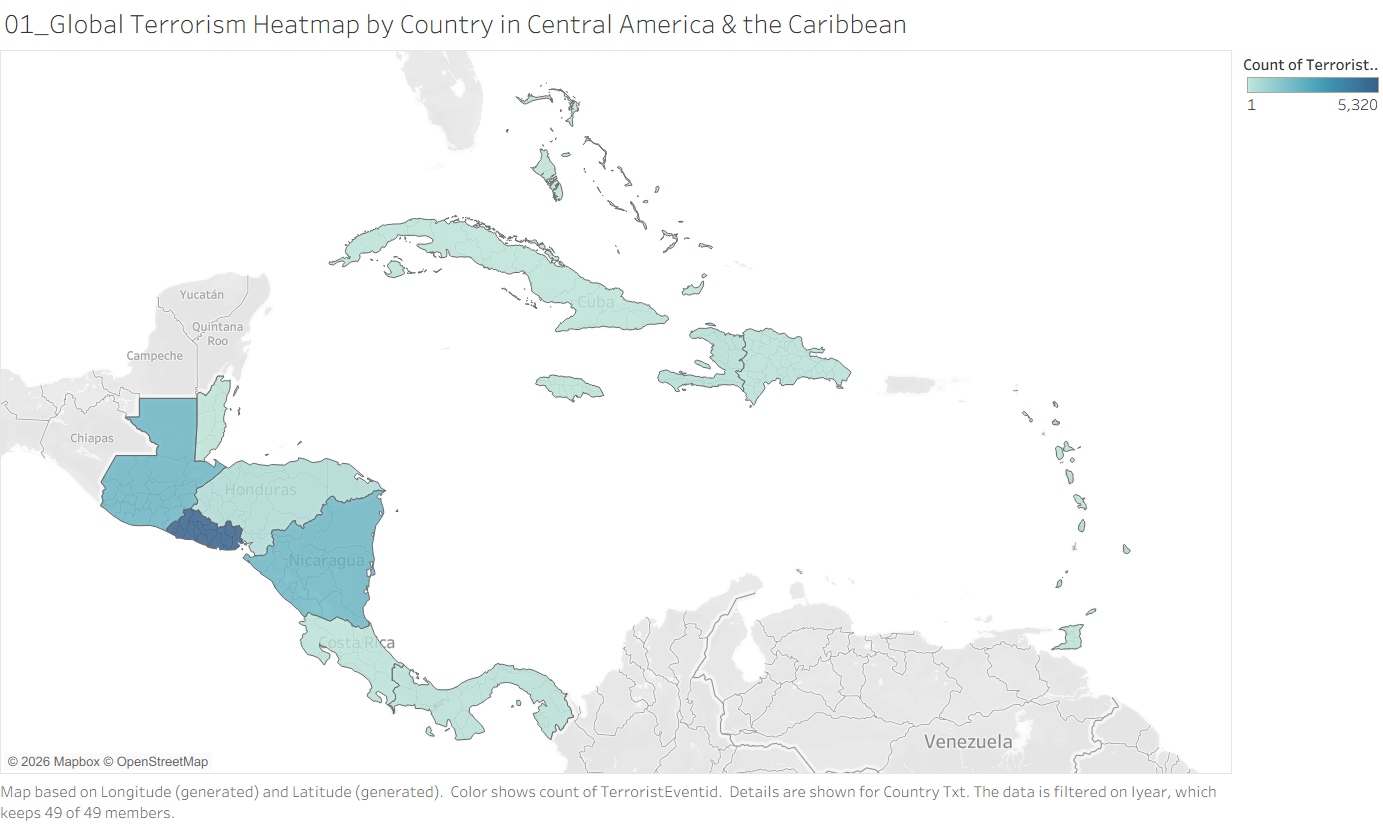 01_Global Terrorism Heatmap by Country in Central America & the Caribbean
Count of Terrorist..
1 5,320
Yucatán
Quintana
Roo
Campeche
Chiapas
Cuba
Honduras
Nicaragua
Costa Rica
Venezuela
© 2026 Mapbox © OpenStreetMap
Map based on Longitude (generated) and Latitude (generated).  Color shows count of TerroristEventid.  Details are shown for Country Txt. The data is filtered on Iyear, which
keeps 49 of 49 members.